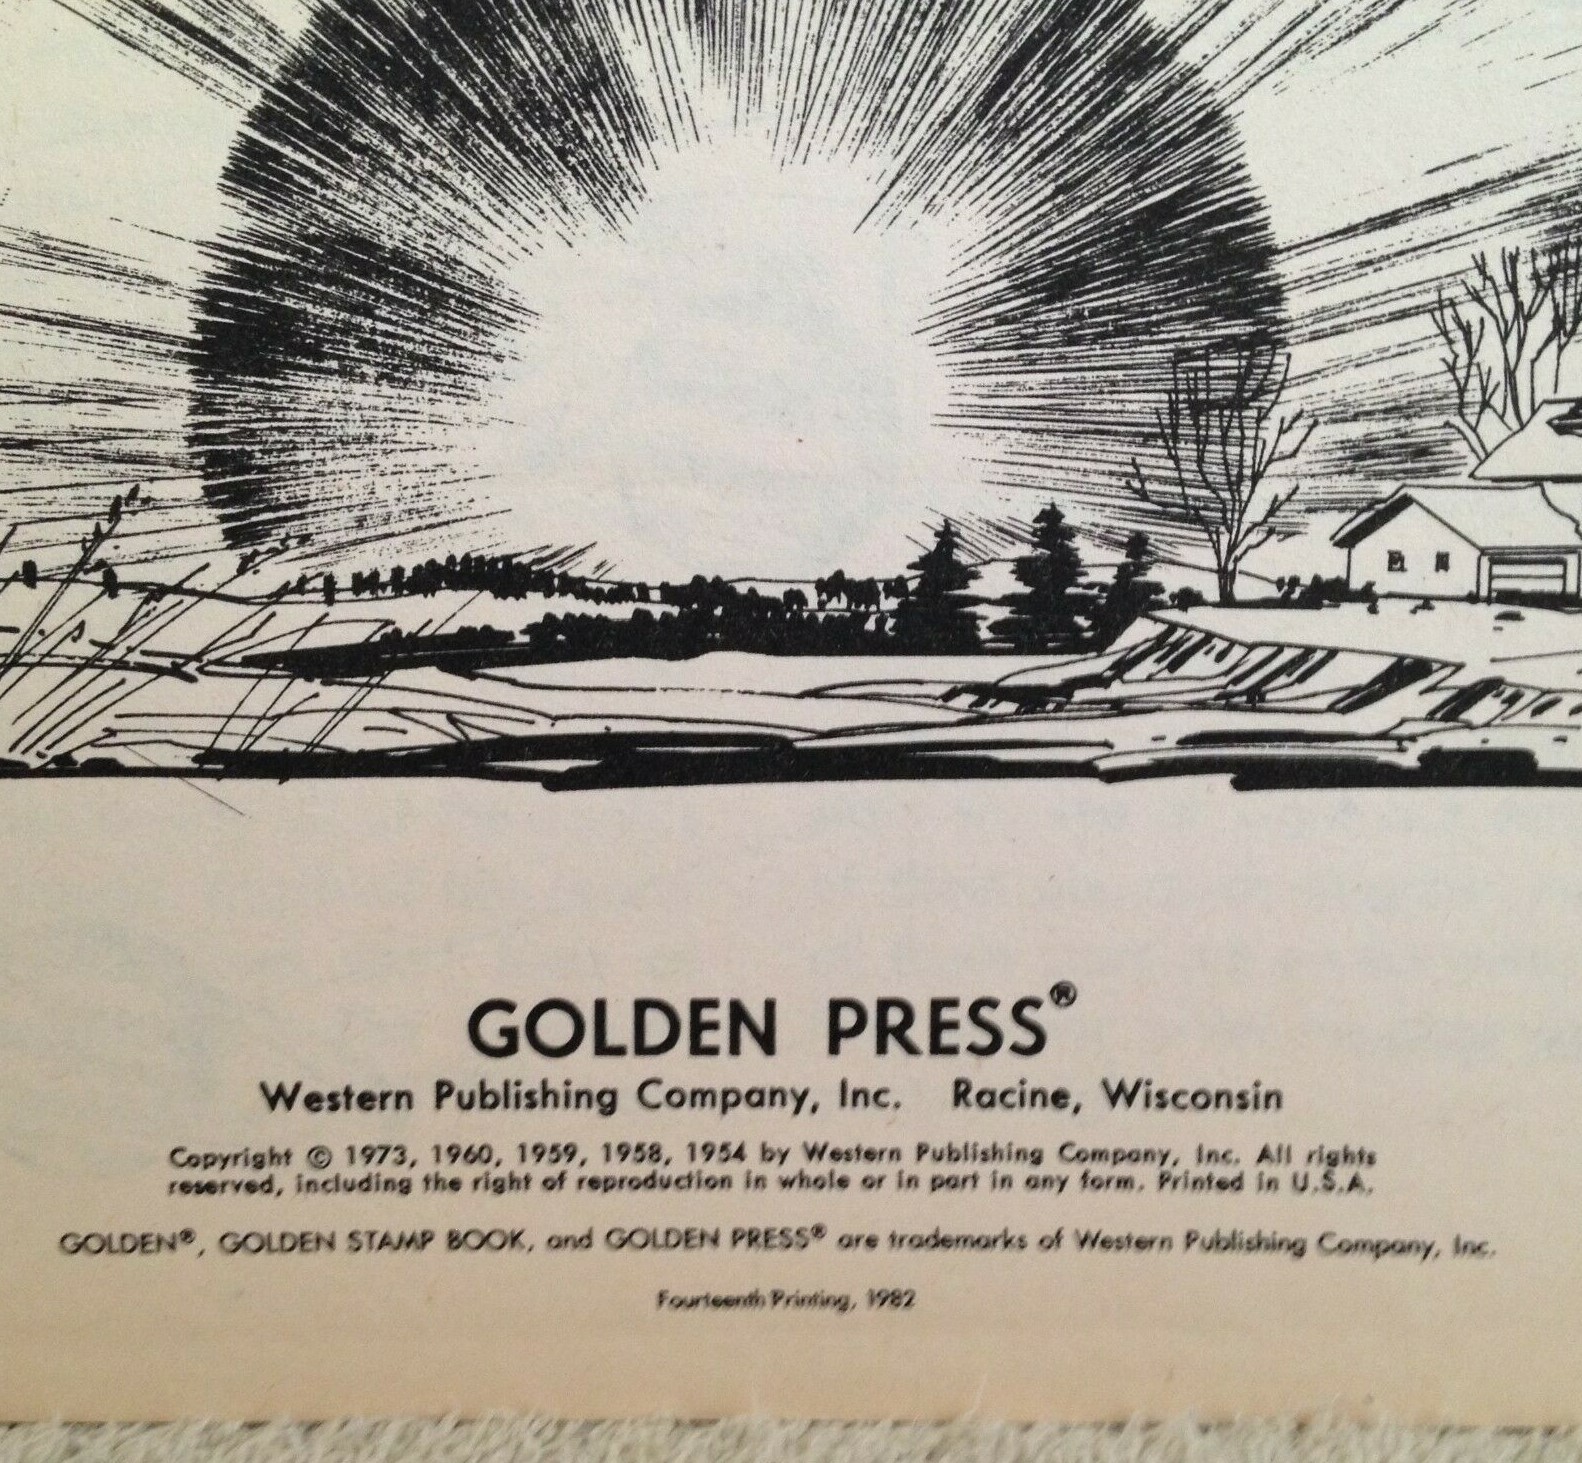 GOLDEN PRESS®
Western Publishing Company, Inc. Racine, Wisconsin
Copyright © 1973, 1960, 1959, 1958, 1954 by Western Publishing Company, Inc. All rights
reserved, including the right of reproduction in whole or in part in any form. Printed in U.S.A.
GOLDEN®, GOLDEN STAMP BOOK, and GOLDEN PRESS® are trademarks of Western Publishing Company, Inc.
Fourteenth Printing, 1982